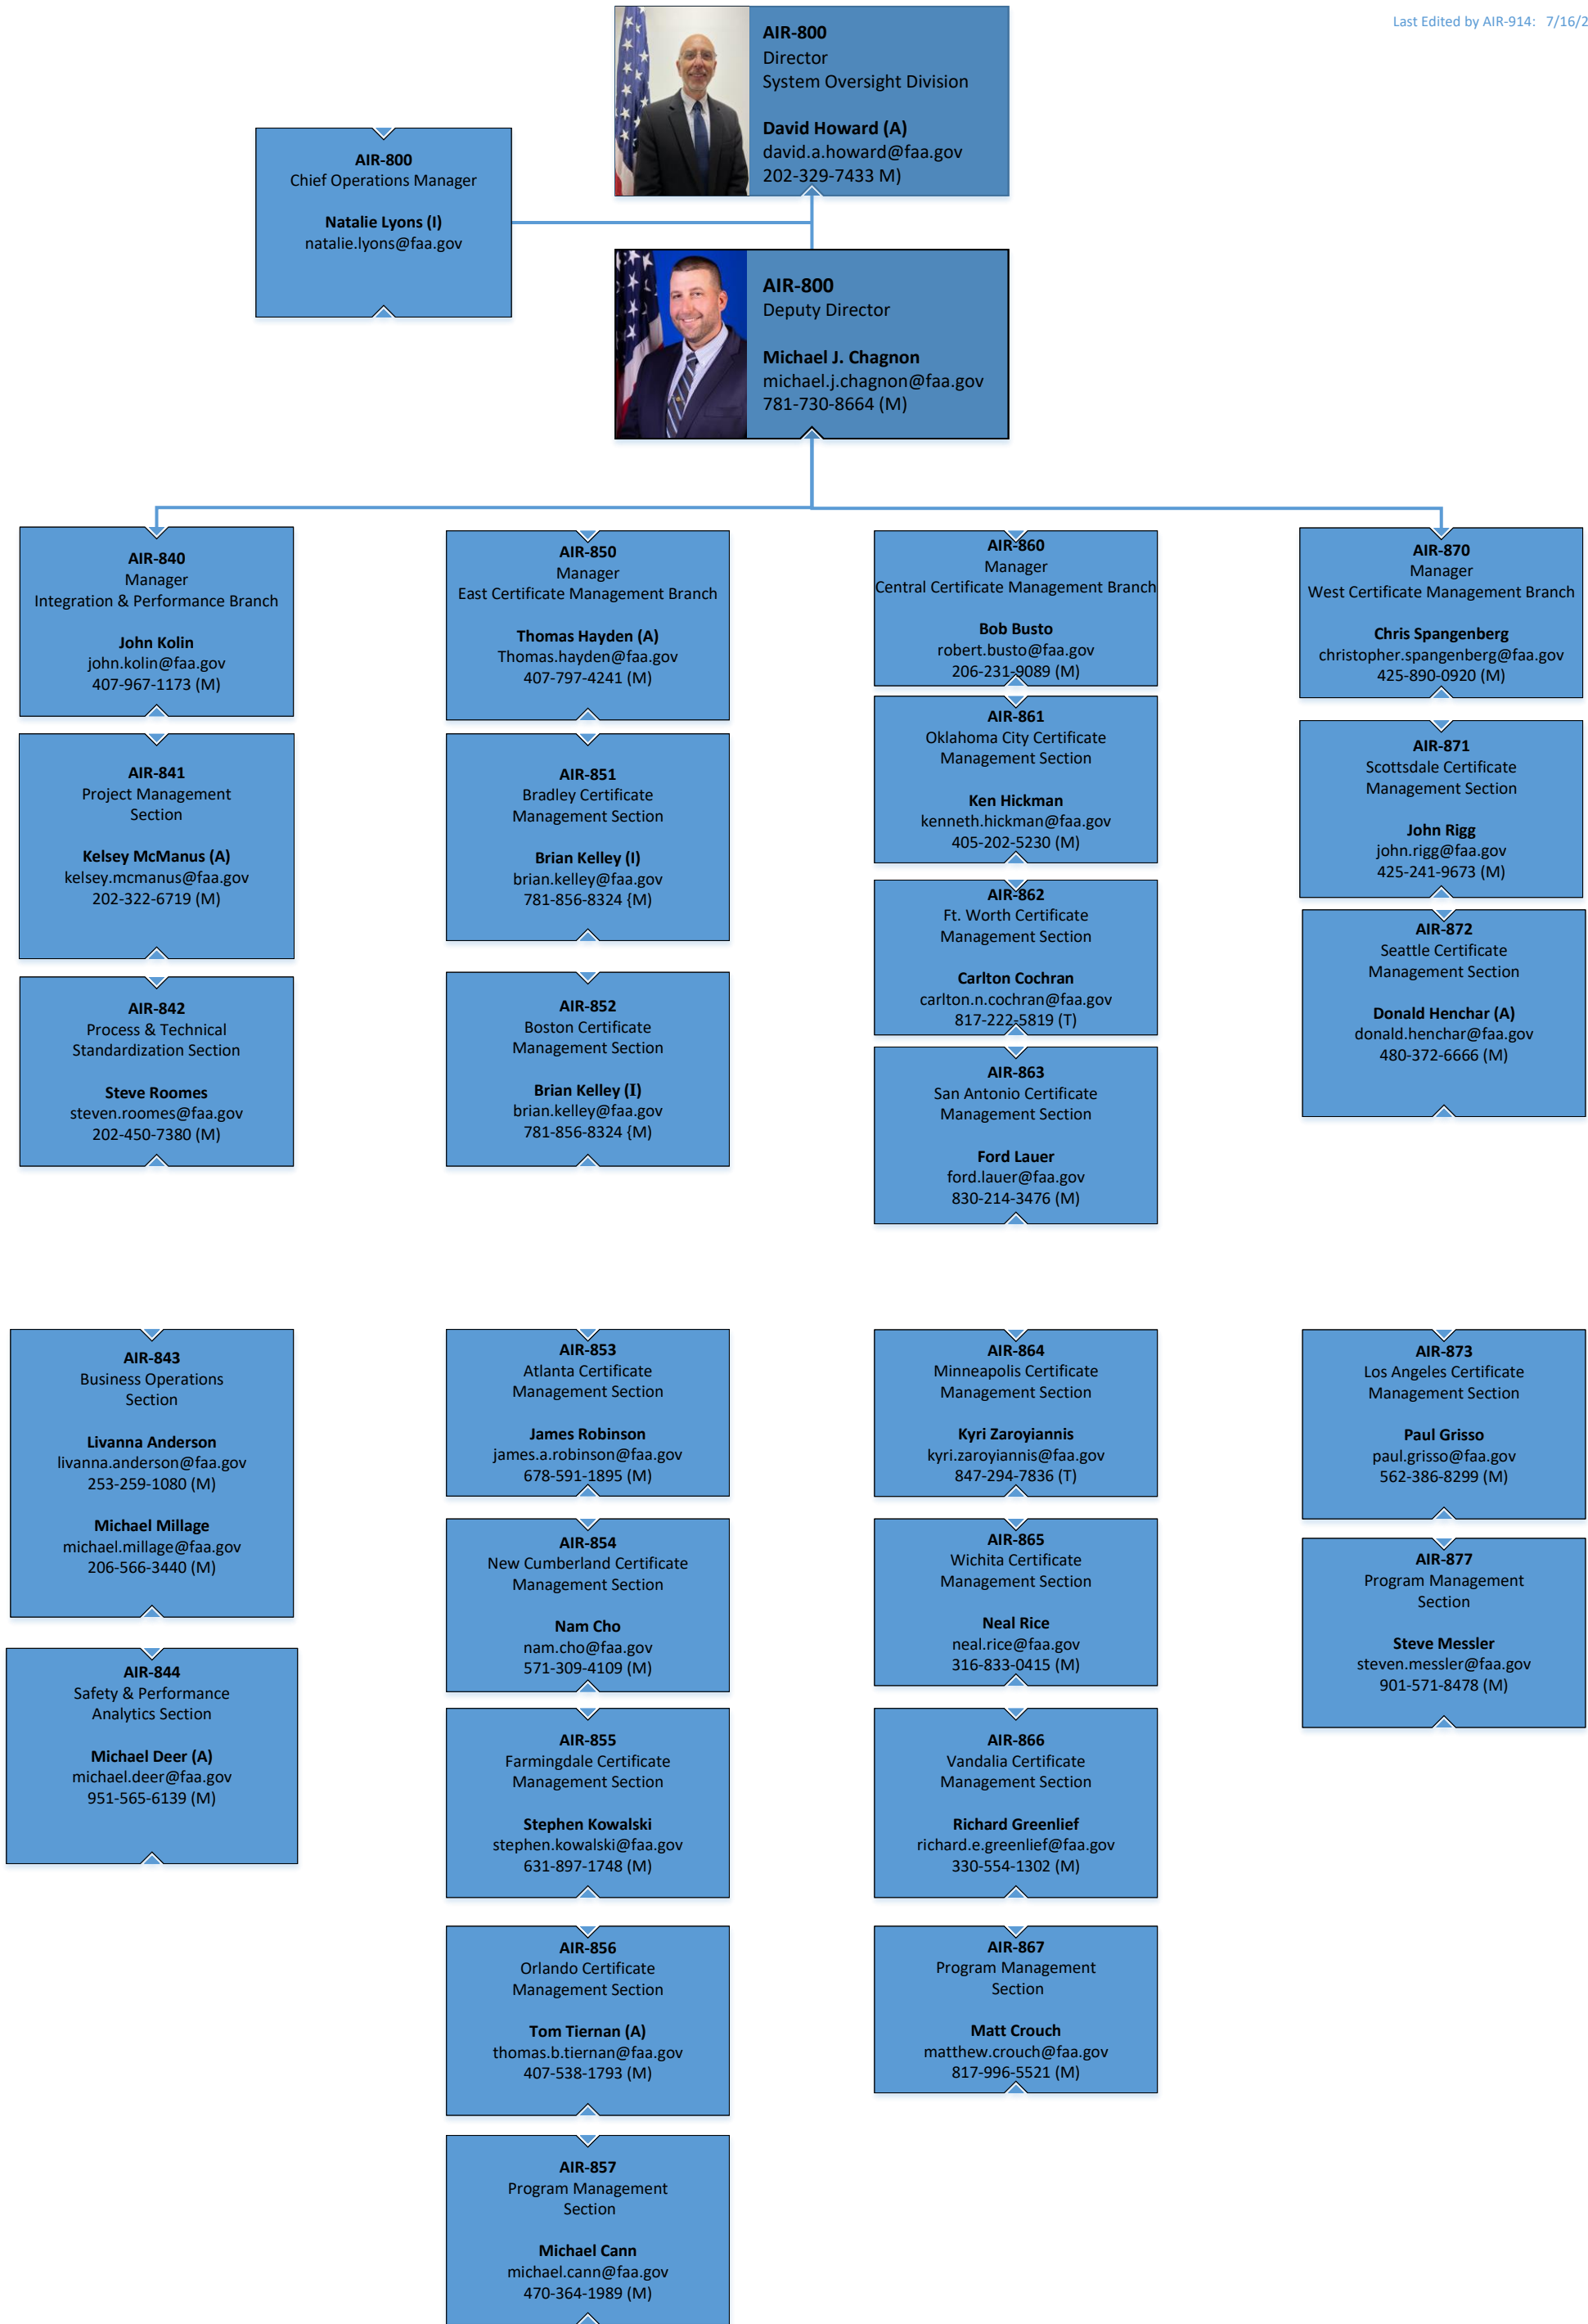 Last Edited by AIR-914: 7/16/2
AIR-800
Director
System Oversight Division
David Howard (A)
david.a.howard@faa.gov
202-329-7433 M)
AIR-800
Chief Operations Manager
Natalie Lyons (I)
natalie.lyons@faa.gov
AIR-800
Deputy Director
Michael J. Chagnon
michael.j.chagnon@faa.gov
781-730-8664 (M)
AIR-840
Manager
Integration & Performance Branch
John Kolin
john.kolin@faa.gov
407-967-1173 (M)
AIR-850
Manager
East Certificate Management Branch
Thomas Hayden (A)
Thomas.hayden@faa.gov
407-797-4241 (M)
AIR-860
Manager
Central Certificate Management Branch
Bob Busto
robert.busto@faa.gov
206-231-9089 (M)
AIR-870
Manager
West Certificate Management Branch
Chris Spangenberg
christopher.spangenberg@faa.gov
425-890-0920 (M)
AIR-841
Project Management
Section
Kelsey McManus (A)
kelsey.mcmanus@faa.gov
202-322-6719 (M)
AIR-851
Bradley Certificate
Management Section
Brian Kelley (I)
brian.kelley@faa.gov
781-856-8324 {M)
AIR-861
Oklahoma City Certificate
Management Section
Ken Hickman
kenneth.hickman@faa.gov
405-202-5230 (M)
AIR-871
Scottsdale Certificate
Management Section
John Rigg
john.rigg@faa.gov
425-241-9673 (M)
AIR-842
Process & Technical
Standardization Section
Steve Roomes
steven.roomes@faa.gov
202-450-7380 (M)
AIR-852
Boston Certificate
Management Section
Brian Kelley (I)
brian.kelley@faa.gov
781-856-8324 {M)
AIR-862
Ft. Worth Certificate
Management Section
Carlton Cochran
carlton.n.cochran@faa.gov
817-222-5819 (T)
AIR-872
Seattle Certificate
Management Section
Donald Henchar (A)
donald.henchar@faa.gov
480-372-6666 (M)
AIR-863
San Antonio Certificate
Management Section
Ford Lauer
ford.lauer@faa.gov
830-214-3476 (M)
AIR-843
Business Operations
Section
Livanna Anderson
livanna.anderson@faa.gov
253-259-1080 (M)
Michael Millage
michael.millage@faa.gov
206-566-3440 (M)
AIR-853
Atlanta Certificate
Management Section
James Robinson
james.a.robinson@faa.gov
678-591-1895 (M)
AIR-864
Minneapolis Certificate
Management Section
Kyri Zaroyiannis
kyri.zaroyiannis@faa.gov
847-294-7836 (T)
AIR-873
Los Angeles Certificate
Management Section
Paul Grisso
paul.grisso@faa.gov
562-386-8299 (M)
AIR-854
New Cumberland Certificate
Management Section
Nam Cho
nam.cho@faa.gov
571-309-4109 (M)
AIR-865
Wichita Certificate
Management Section
Neal Rice
neal.rice@faa.gov
316-833-0415 (M)
AIR-877
Program Management
Section
Steve Messler
steven.messler@faa.gov
901-571-8478 (M)
AIR-844
Safety & Performance
Analytics Section
Michael Deer (A)
michael.deer@faa.gov
951-565-6139 (M)
AIR-855
Farmingdale Certificate
Management Section
Stephen Kowalski
stephen.kowalski@faa.gov
631-897-1748 (M)
AIR-866
Vandalia Certificate
Management Section
Richard Greenlief
richard.e.greenlief@faa.gov
330-554-1302 (M)
AIR-856
Orlando Certificate
Management Section
Tom Tiernan (A)
thomas.b.tiernan@faa.gov
407-538-1793 (M)
AIR-867
Program Management
Section
Matt Crouch
matthew.crouch@faa.gov
817-996-5521 (M)
AIR-857
Program Management
Section
Michael Cann
michael.cann@faa.gov
470-364-1989 (M)